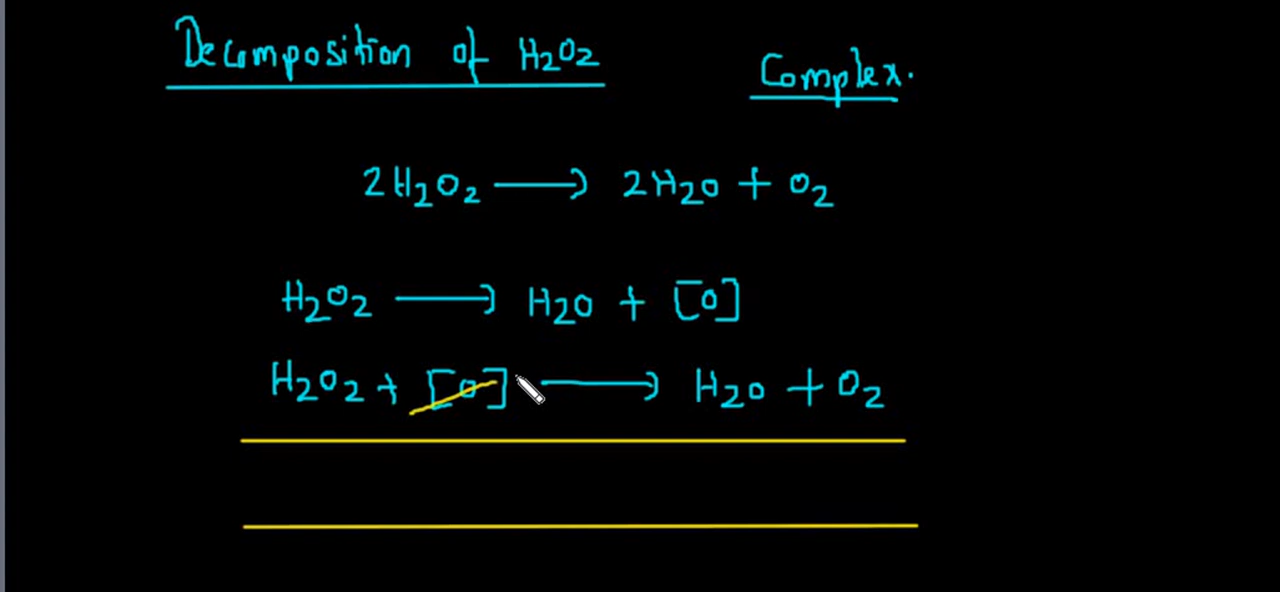 Decomposition of H2O2
Complex.
2H2O2 ⟶ 2H2O + O2
H2O2 ⟶ H2O + [O]
H2O2 + [O] ⟶ H2O + O2